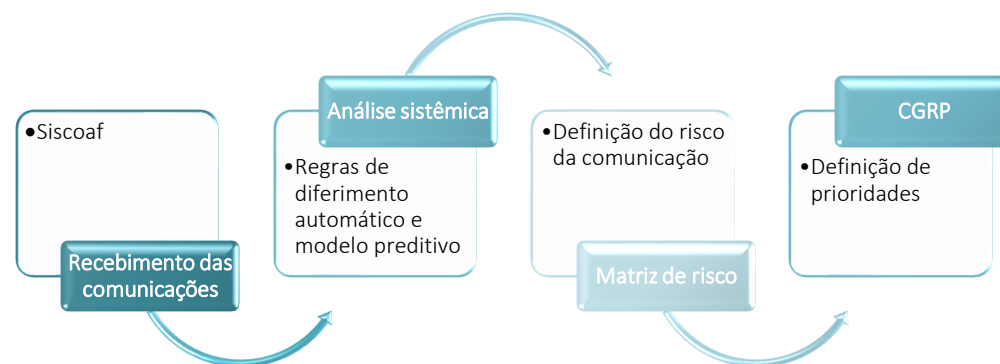 •Siscoaf
Recebimento das
comunicações
Análise sistêmica
•Regras de
diferimento
automático e
modelo preditivo
•Definição do risco
da comunicação
Matriz de risco
CGRP
•Definição de
prioridades